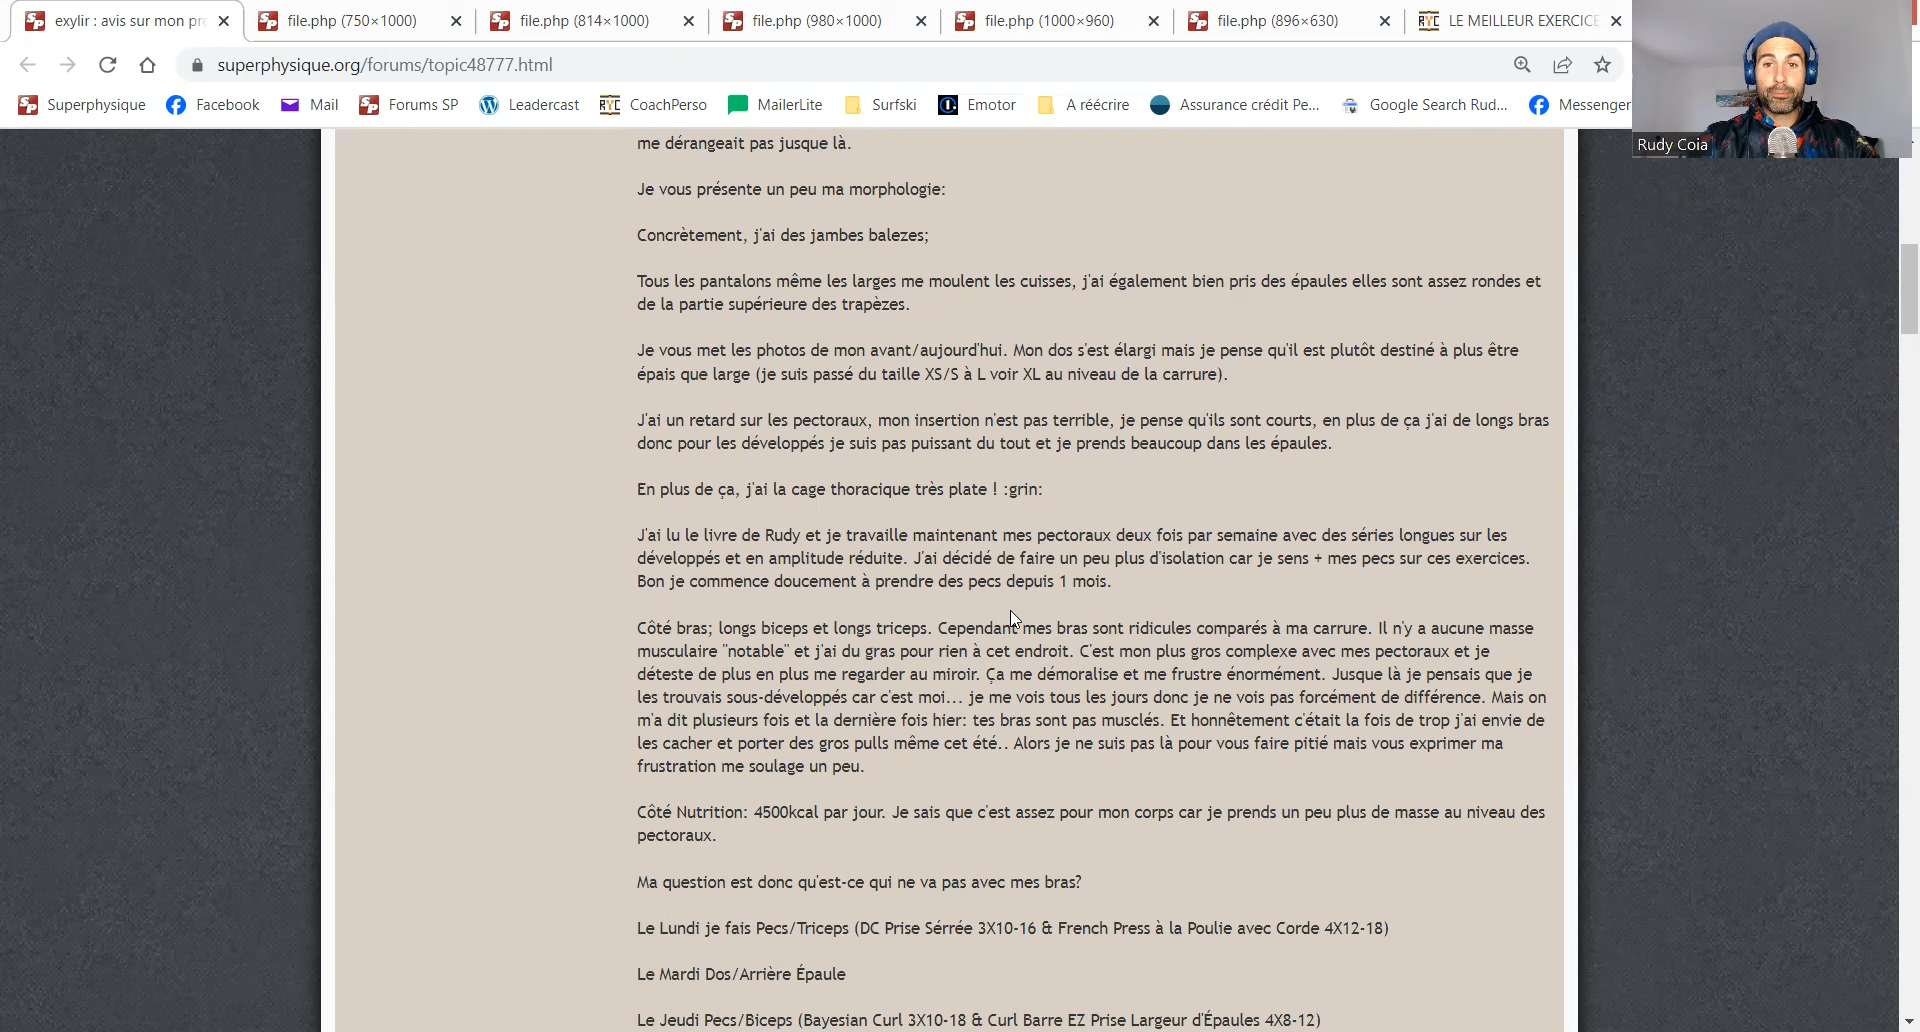 exylir : avis sur mon pr
file.php (750×1000)
file.php (814×1000)
file.php (980×1000)
file.php (1000×960)
file.php (896×630)
LE MEILLEUR EXERCICE
superphysique.org/forums/topic48777.html
Superphysique
Facebook
Mail
Forums SP
Leadercast
CoachPerso
MailerLite
Surfski
Emotor
A réécrire
Assurance crédit Pe...
Google Search Rud...
Messenger
Rudy Coia
me dérangeait pas jusque là.
Je vous présente un peu ma morphologie:
Concrètement, j'ai des jambes balezes;
Tous les pantalons même les larges me moulent les cuisses, j'ai également bien pris des épaules elles sont assez rondes et
de la partie supérieure des trapèzes.
Je vous met les photos de mon avant/aujourd'hui. Mon dos s'est élargi mais je pense qu'il est plutôt destiné à plus être
épais que large (je suis passé du taille XS/S à L voir XL au niveau de la carrure).
J'ai un retard sur les pectoraux, mon insertion n'est pas terrible, je pense qu'ils sont courts, en plus de ça j'ai de longs bras
donc pour les développés je suis pas puissant du tout et je prends beaucoup dans les épaules.
En plus de ça, j'ai la cage thoracique très plate ! :grin:
J'ai lu le livre de Rudy et je travaille maintenant mes pectoraux deux fois par semaine avec des séries longues sur les
développés et en amplitude réduite. J'ai décidé de faire un peu plus d'isolation car je sens + mes pecs sur ces exercices.
Bon je commence doucement à prendre des pecs depuis 1 mois.
Côté bras; longs biceps et longs triceps. Cependant mes bras sont ridicules comparés à ma carrure. Il n'y a aucune masse
musculaire "notable" et j'ai du gras pour rien à cet endroit. C'est mon plus gros complexe avec mes pectoraux et je
déteste de plus en plus me regarder au miroir. Ça me démoralise et me frustre énormément. Jusque là je pensais que je
les trouvais sous-développés car c'est moi... je me vois tous les jours donc je ne vois pas forcément de différence. Mais on
m'a dit plusieurs fois et la dernière fois hier: tes bras sont pas musclés. Et honnêtement c'était la fois de trop j'ai envie de
les cacher et porter des gros pulls même cet été.. Alors je ne suis pas là pour vous faire pitié mais vous exprimer ma
frustration me soulage un peu.
Côté Nutrition: 4500kcal par jour. Je sais que c'est assez pour mon corps car je prends un peu plus de masse au niveau des
pectoraux.
Ma question est donc qu'est-ce qui ne va pas avec mes bras?
Le Lundi je fais Pecs/Triceps (DC Prise Sérrée 3X10-16 & French Press à la Poulie avec Corde 4X12-18)
Le Mardi Dos/Arrière Épaule
Le Jeudi Pecs/Biceps (Bayesian Curl 3X10-18 & Curl Barre EZ Prise Largeur d'Épaules 4X8-12)